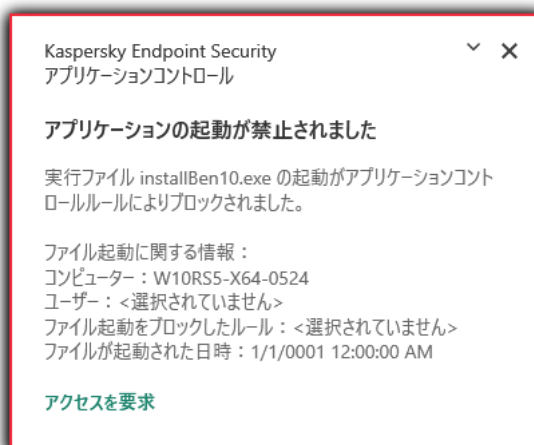 Kaspersky Endpoint Security
アプリケーションコントロール
アプリケーションの起動が禁止されました
実行ファイル installBen10.exe の起動がアプリケーションコント
ロールルールによりブロックされました。
ファイル起動に関する情報：
コンピューター：W10RS5-X64-0524
ユーザー：<選択されていません>
ファイル起動をブロックしたルール：<選択されていません>
ファイルが起動された日時：1/1/0001 12:00:00 AM
アクセスを要求